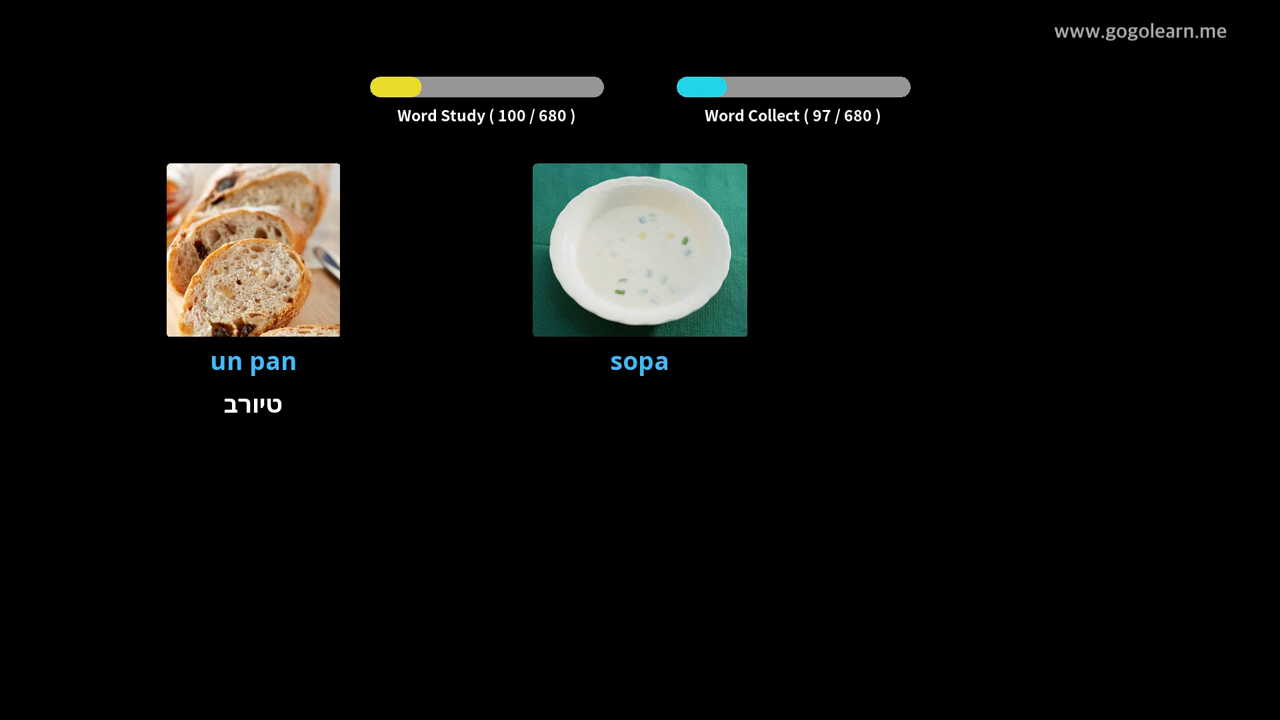 www.gogolearn.me
Word Study ( 100 / 680 )
Word Collect ( 97 / 680 )
un pan
טיורב
sopa